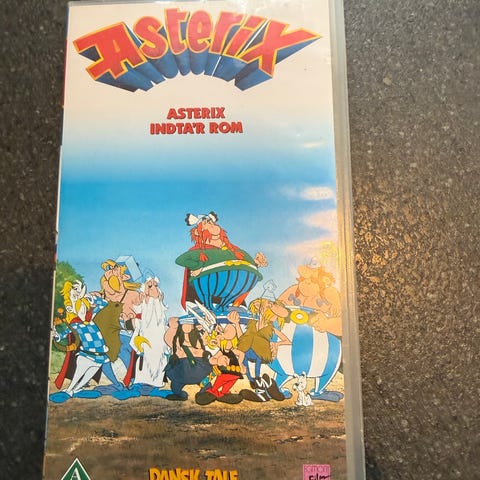 Asterix
ASTERIX
INDTA'R ROM
DANSK TALE
A